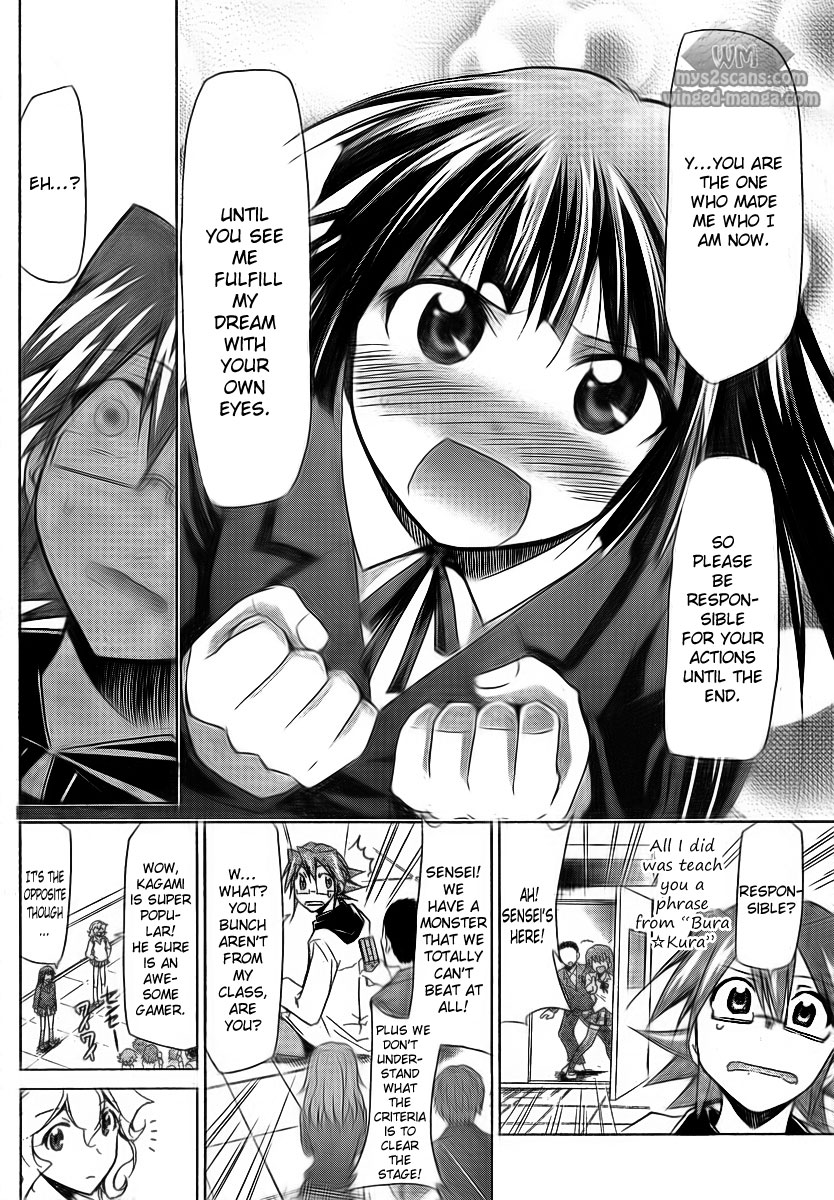 WM
mys2scans.com
winged-manga.com
Y...YOU ARE
THE ONE
WHO MADE
ME WHO I
AM NOW.
SO
PLEASE
BE
RESPON-
SIBLE
FOR YOUR
ACTIONS
UNTIL THE
END.
UNTIL
YOU SEE
ME
FULFILL
MY
DREAM
WITH
YOUR
OWN
EYES.
EH...?
RESPON-
SIBLE?
All I did
was teach
you a
phrase
from "Bura
☆Kura"
AH!
SENSEI'S
HERE!
SENSEI!
WE
HAVE A
MONSTER
THAT WE
TOTALLY
CAN'T
BEAT AT
ALL!
PLUS WE
DON'T
UNDER-
STAND
WHAT
THE
CRITERIA
IS TO
CLEAR
THE
STAGE!
W...
WHAT?
YOU
BUNCH
AREN'T
FROM
MY
CLASS,
ARE
YOU?
WOW,
KAGAMI
IS SUPER
POPU-
LAR!
HE SURE
IS AN
AWE-
SOME
GAMER.
IT'S THE
OPPOSITE
THOUGH
...
ワイ
ワイ